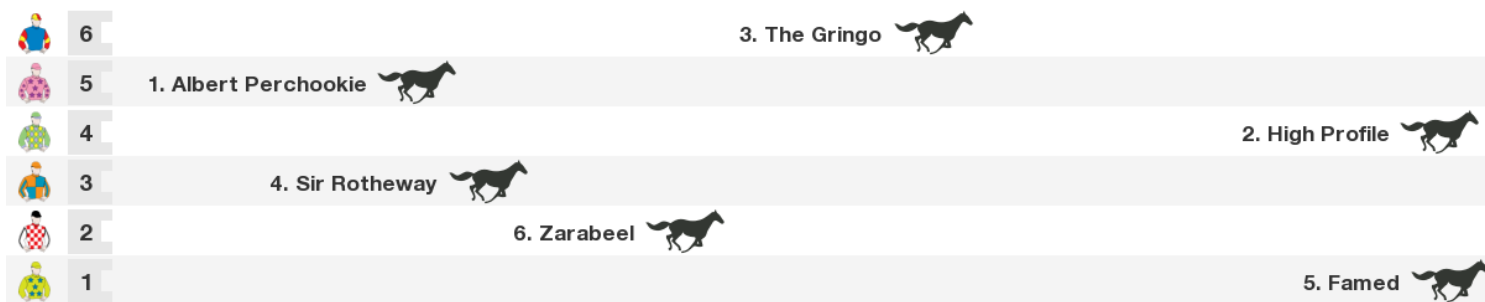 6 3. The Gringo
5 1. Albert Perchookie
4 2. High Profile
3 4. Sir Rotheway
2 6. Zarabeel
1 5. Famed